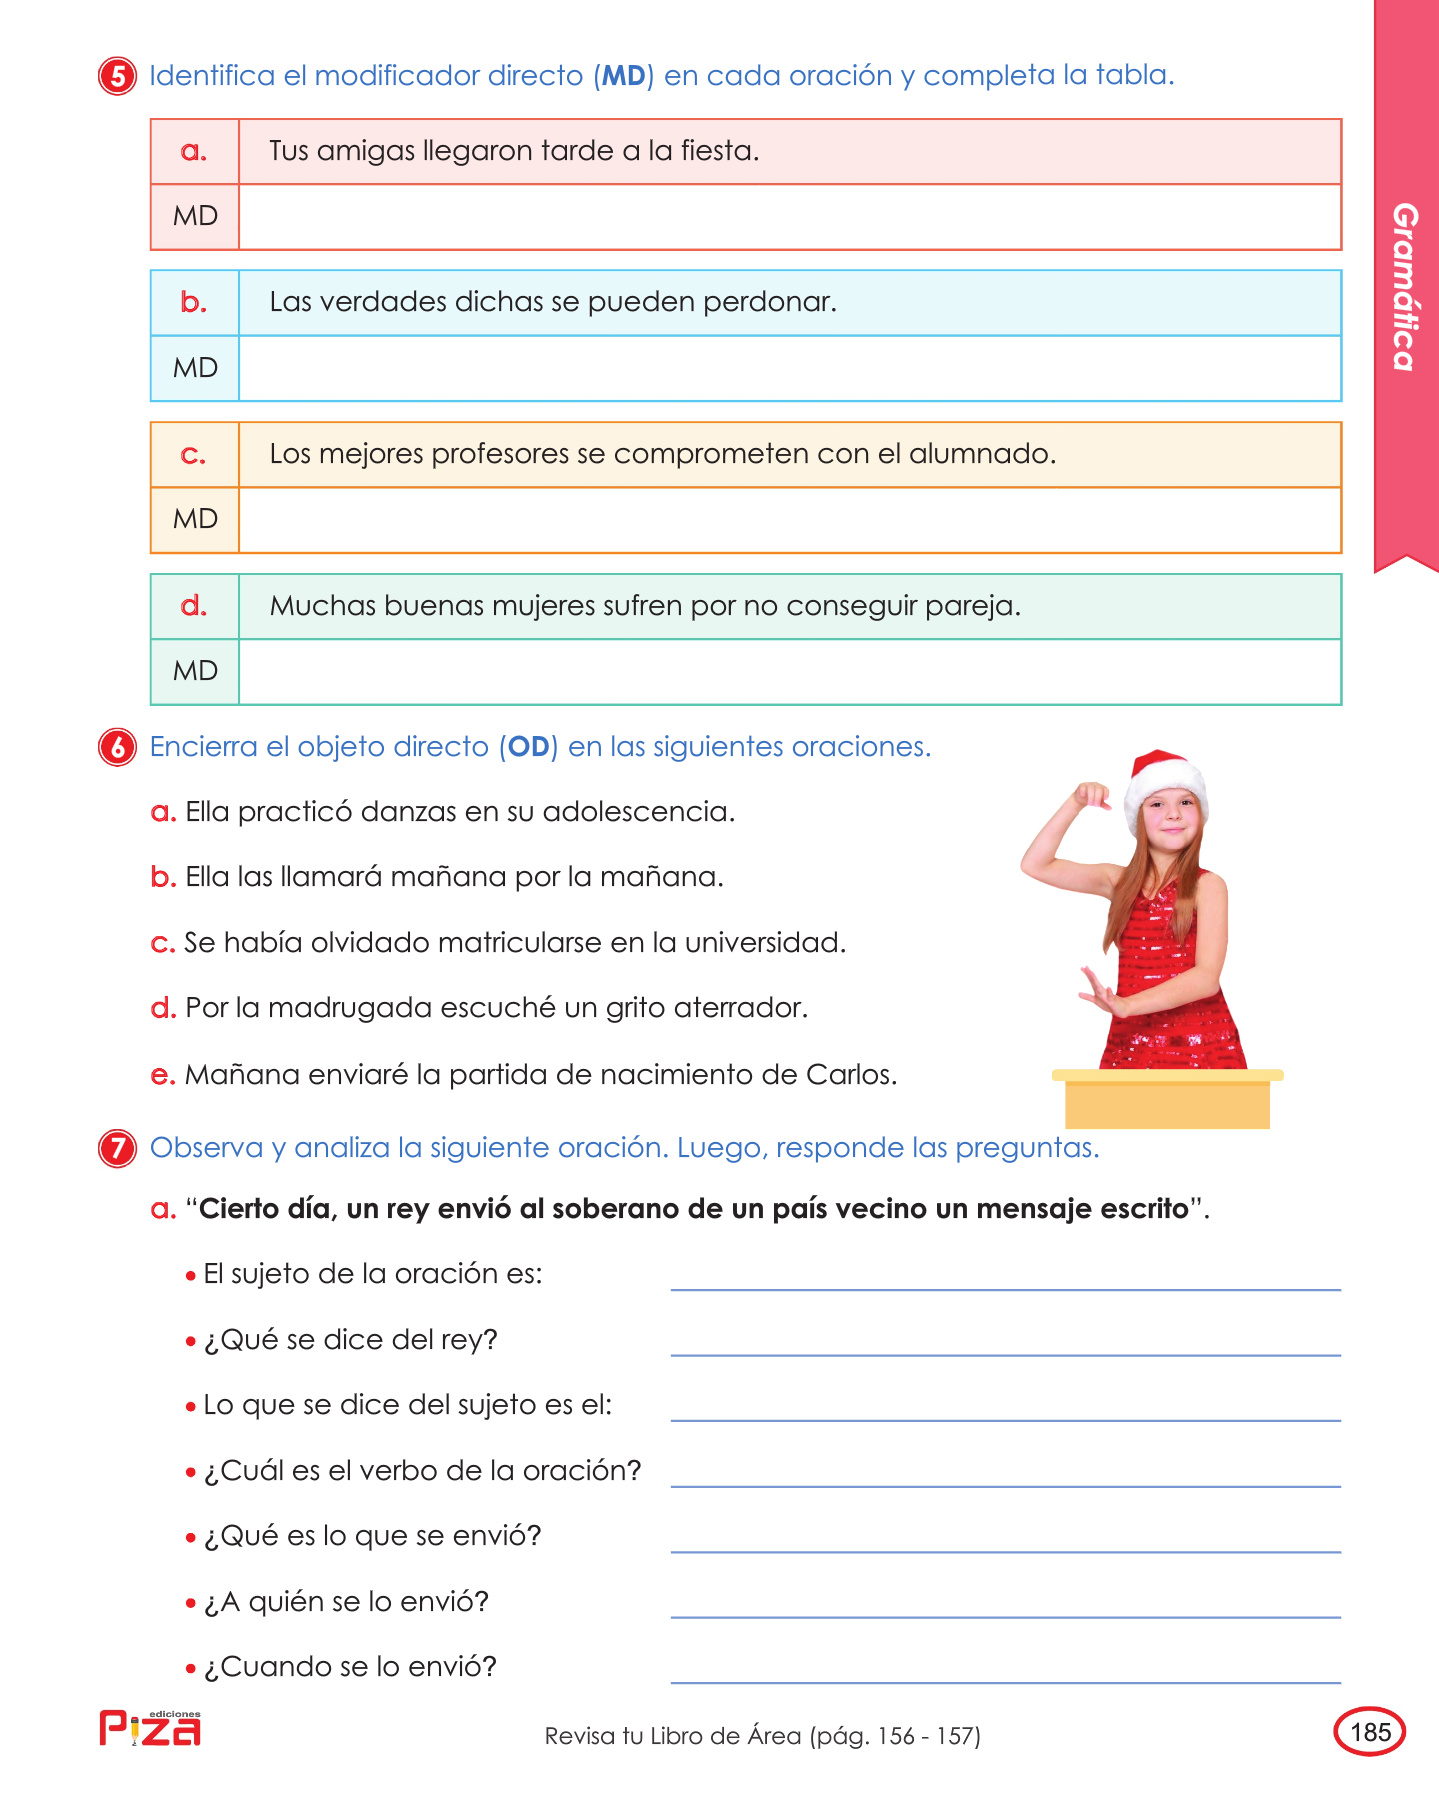 5 Identifica el modificador directo (MD) en cada oración y completa la tabla.
a. Tus amigas llegaron tarde a la fiesta.
MD
b. Las verdades dichas se pueden perdonar.
MD
c. Los mejores profesores se comprometen con el alumnado.
MD
d. Muchas buenas mujeres sufren por no conseguir pareja.
MD
Gramática
6 Encierra el objeto directo (OD) en las siguientes oraciones.
a. Ella practicó danzas en su adolescencia.
b. Ella las llamará mañana por la mañana.
c. Se había olvidado matricularse en la universidad.
d. Por la madrugada escuché un grito aterrador.
e. Mañana enviaré la partida de nacimiento de Carlos.
7 Observa y analiza la siguiente oración. Luego, responde las preguntas.
a. “Cierto día, un rey envió al soberano de un país vecino un mensaje escrito”.
• El sujeto de la oración es:
• ¿Qué se dice del rey?
• Lo que se dice del sujeto es el:
• ¿Cuál es el verbo de la oración?
• ¿Qué es lo que se envió?
• ¿A quién se lo envió?
• ¿Cuando se lo envió?
ediciones
Piza
Revisa tu Libro de Área (pág. 156 - 157)
185